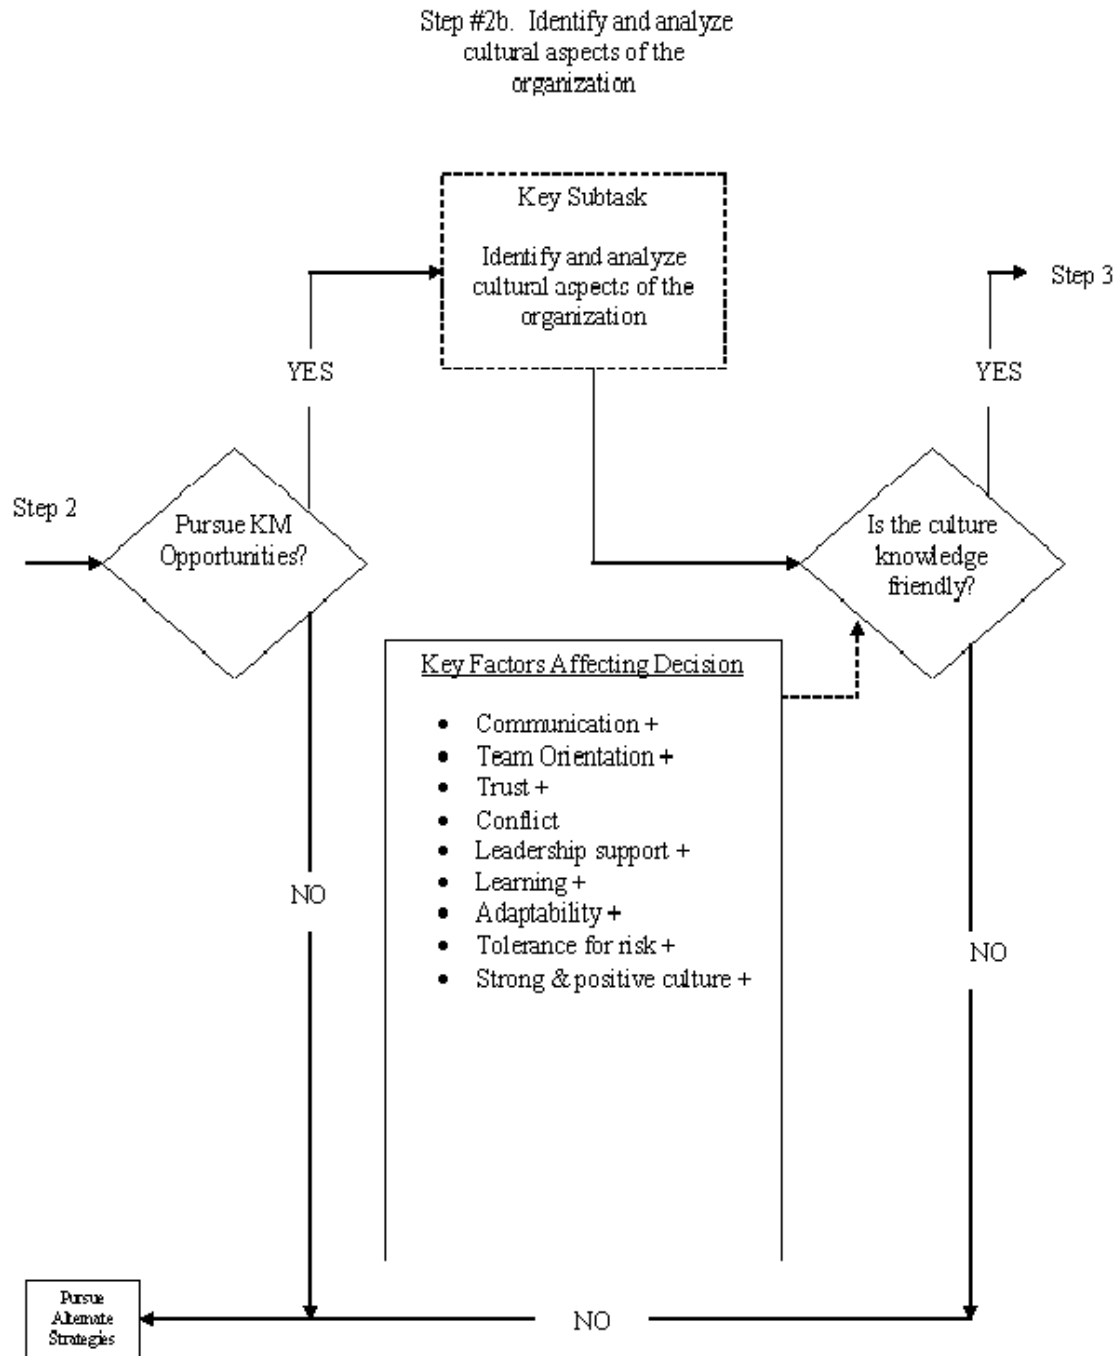 Step #2b. Identify and analyze
cultural aspects of the
organization
Key Subtask
Identify and analyze
cultural aspects of the
organization
Step 3
YES
YES
Step 2
Pursue KM
Opportunities?
Is the culture
knowledge
friendly?
Key Factors Affecting Decision
• Communication +
• Team Orientation +
• Trust +
• Conflict
• Leadership support +
• Learning +
• Adaptability +
• Tolerance for risk +
• Strong & positive culture +
NO
NO
Pursue
Alternate
Strategies
NO